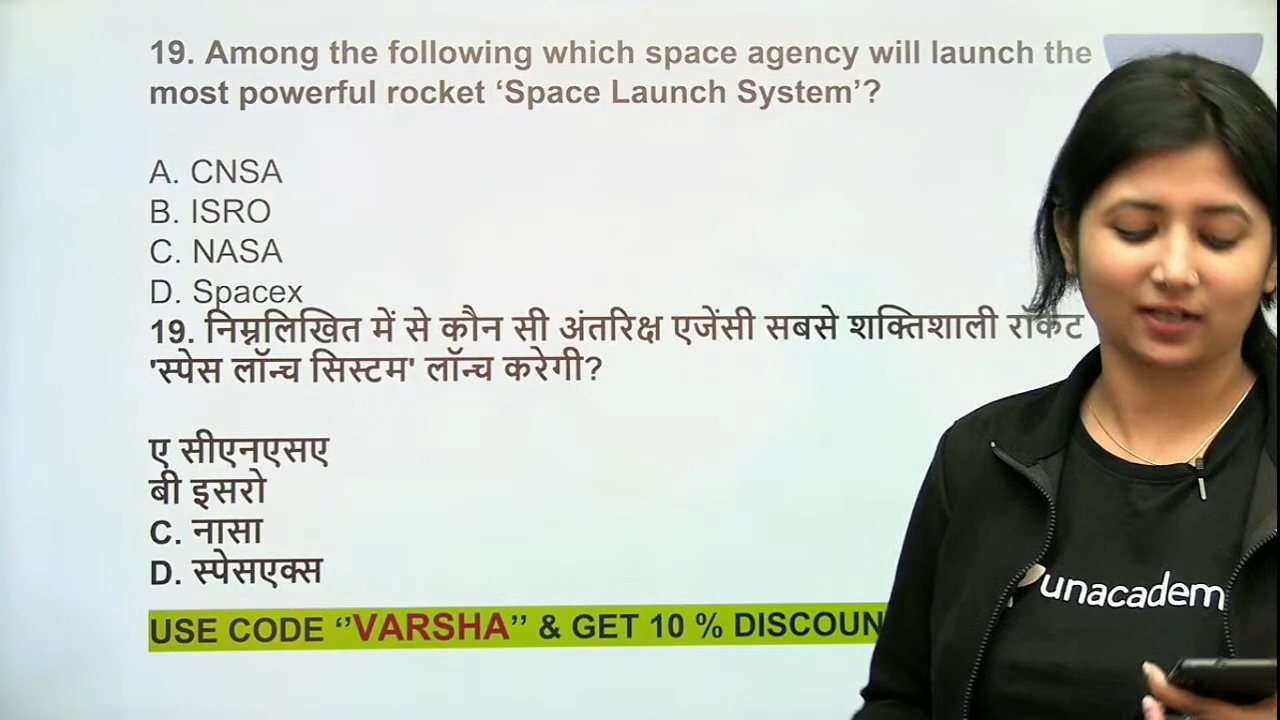 19. Among the following which space agency will launch the
most powerful rocket ‘Space Launch System’?
A. CNSA
B. ISRO
C. NASA
D. Spacex
19. निम्नलिखित में से कौन सी अंतरिक्ष एजेंसी सबसे शक्तिशाली रॉकेट
'स्पेस लॉन्च सिस्टम' लॉन्च करेगी?
ए सीएनएसए
बी इसरो
C. नासा
D. स्पेसएक्स
USE CODE ‘’VARSHA’’ & GET 10 % DISCOUN
unacadem